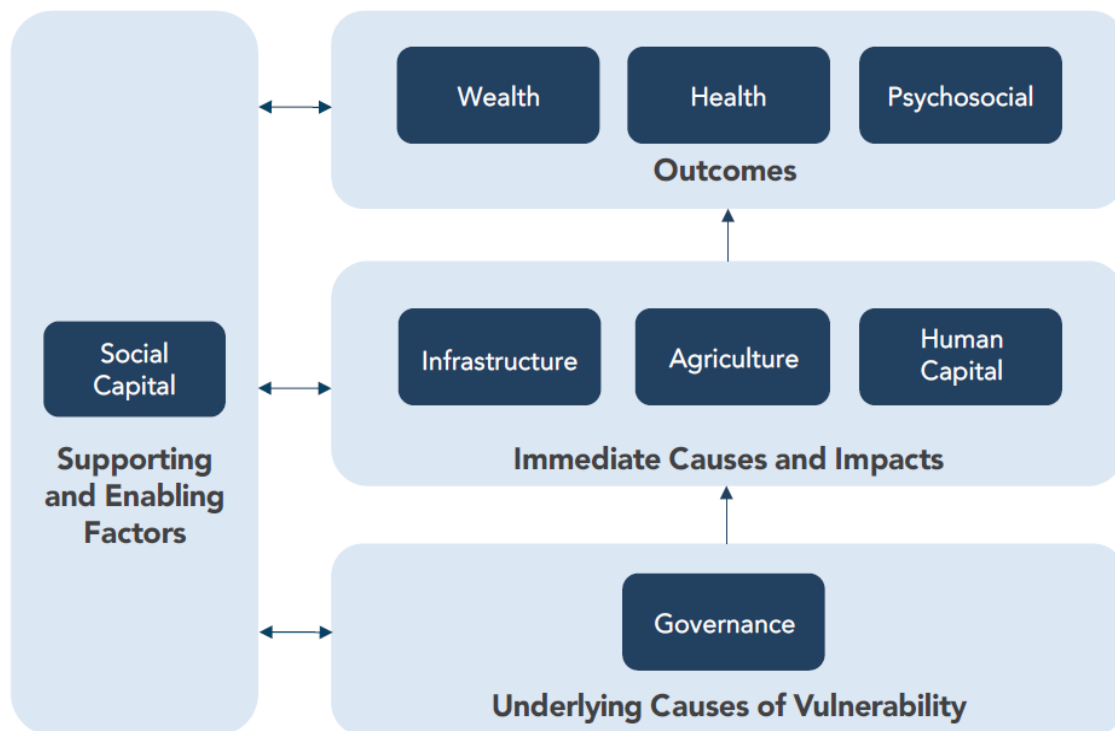 Wealth
Health
Psychosocial
Outcomes
Social
Capital
Supporting
and Enabling
Factors
Infrastructure
Agriculture
Human
Capital
Immediate Causes and Impacts
Governance
Underlying Causes of Vulnerability